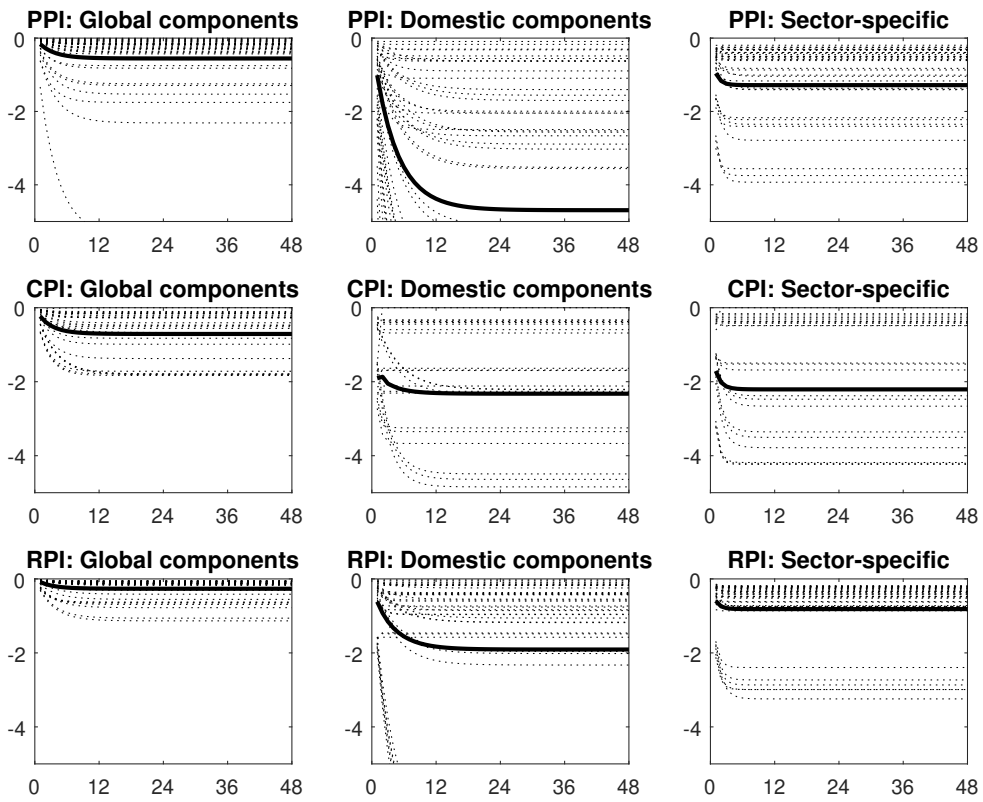 PPI: Global components PPI: Domestic components PPI: Sector-specific
0 0 0
-2 -2 -2
-4 -4 -4
0 12 24 36 48 0 12 24 36 48 0 12 24 36 48
CPI: Global components CPI: Domestic components CPI: Sector-specific
0 0 0
-2 -2 -2
-4 -4 -4
0 12 24 36 48 0 12 24 36 48 0 12 24 36 48
RPI: Global components RPI: Domestic components RPI: Sector-specific
0 0 0
-2 -2 -2
-4 -4 -4
0 12 24 36 48 0 12 24 36 48 0 12 24 36 48